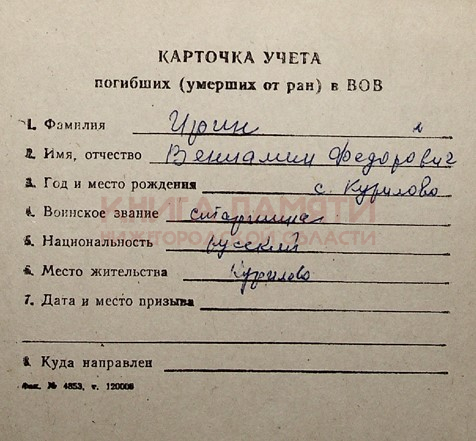 КАРТОЧКА УЧЕТА
погибших (умерших от ран) в ВОВ
1. Фамилия Ирин
2. Имя, отчество Вениамин Федорович
3. Год и место рождения с. Курилово
КНИГА ПАМЯТИ
4. Воинское звание старшина
НИЖЕГОРОДСКОЙ ОБЛАСТИ
5. Национальность русский
6. Место жительства Курилово
7. Дата и место призыва
8. Куда направлен
Фак. № 4853, т. 120000